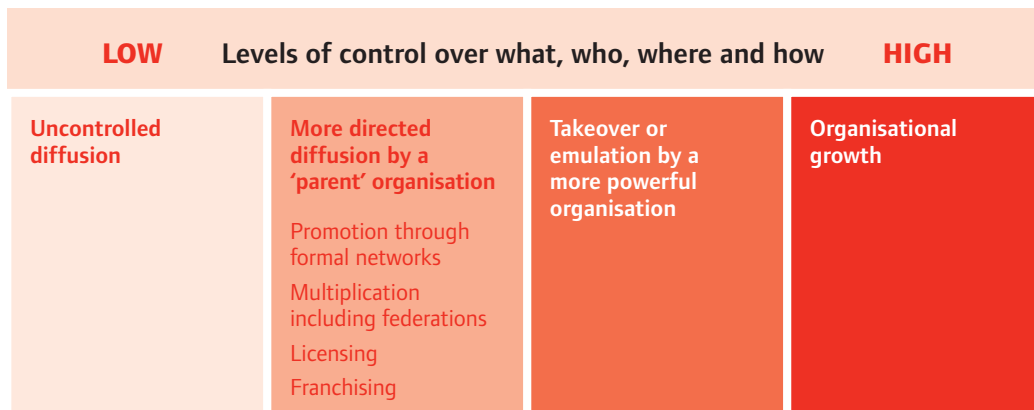 LOW Levels of control over what, who, where and how HIGH
Uncontrolled
diffusion
More directed
diffusion by a
‘parent’ organisation
Promotion through
formal networks
Multiplication
including federations
Licensing
Franchising
Takeover or
emulation by a
more powerful
organisation
Organisational
growth